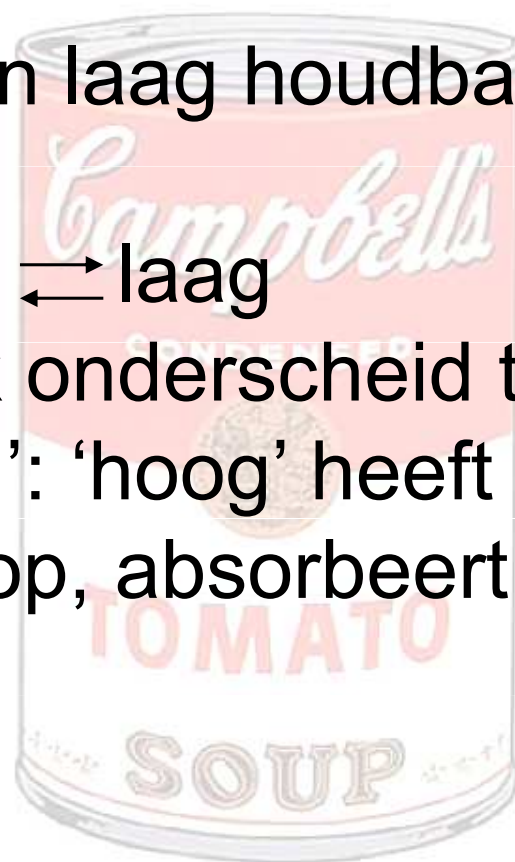 n laag houdba
Campbell's
⇄ laag
CONDENSED
onderscheid t
’: ‘hoog’ heeft
op, absorbeert
TOMATO
SOUP